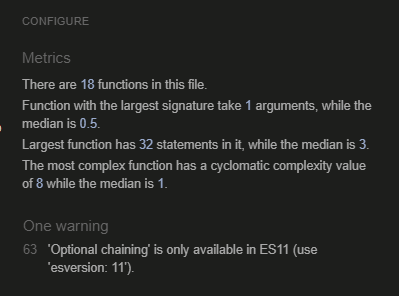 CONFIGURE
Metrics
There are 18 functions in this file.
Function with the largest signature take 1 arguments, while the
median is 0.5.
Largest function has 32 statements in it, while the median is 3.
The most complex function has a cyclomatic complexity value
of 8 while the median is 1.
One warning
63 'Optional chaining' is only available in ES11 (use
'esversion: 11').